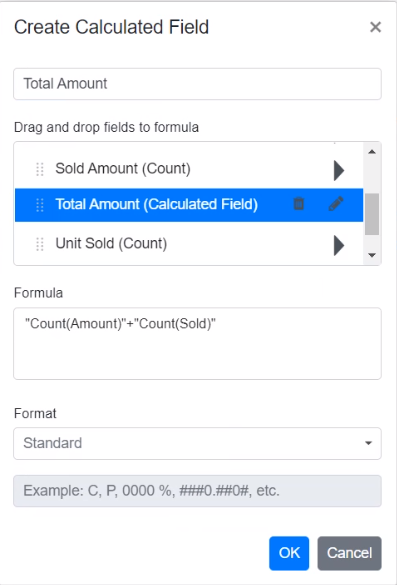 Create Calculated Field ×
Total Amount
Drag and drop fields to formula
Sold Amount (Count)
Total Amount (Calculated Field)
Unit Sold (Count)
Formula
"Count(Amount)"+"Count(Sold)"
Format
Standard
Example: C, P, 0000 %, ###0.##0#, etc.
OK Cancel